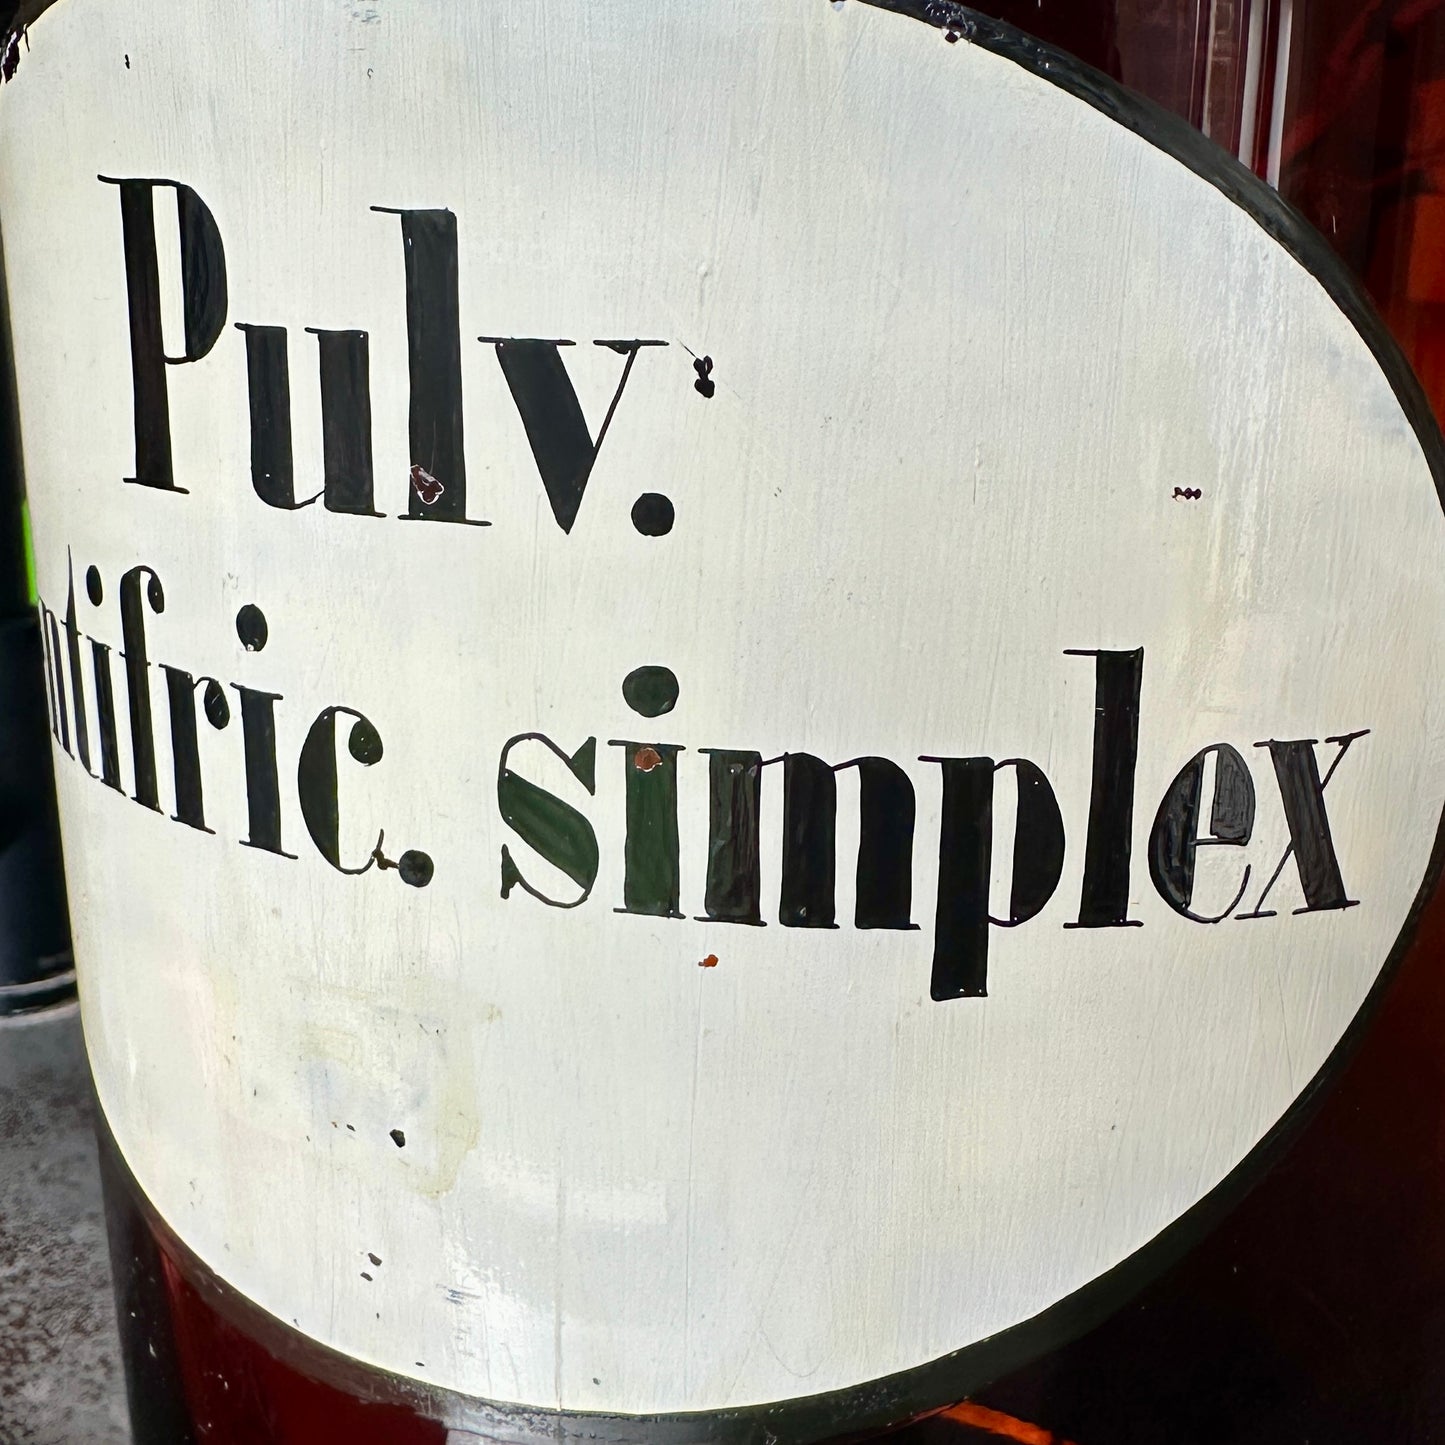 Pulv.
ntifric. simplex